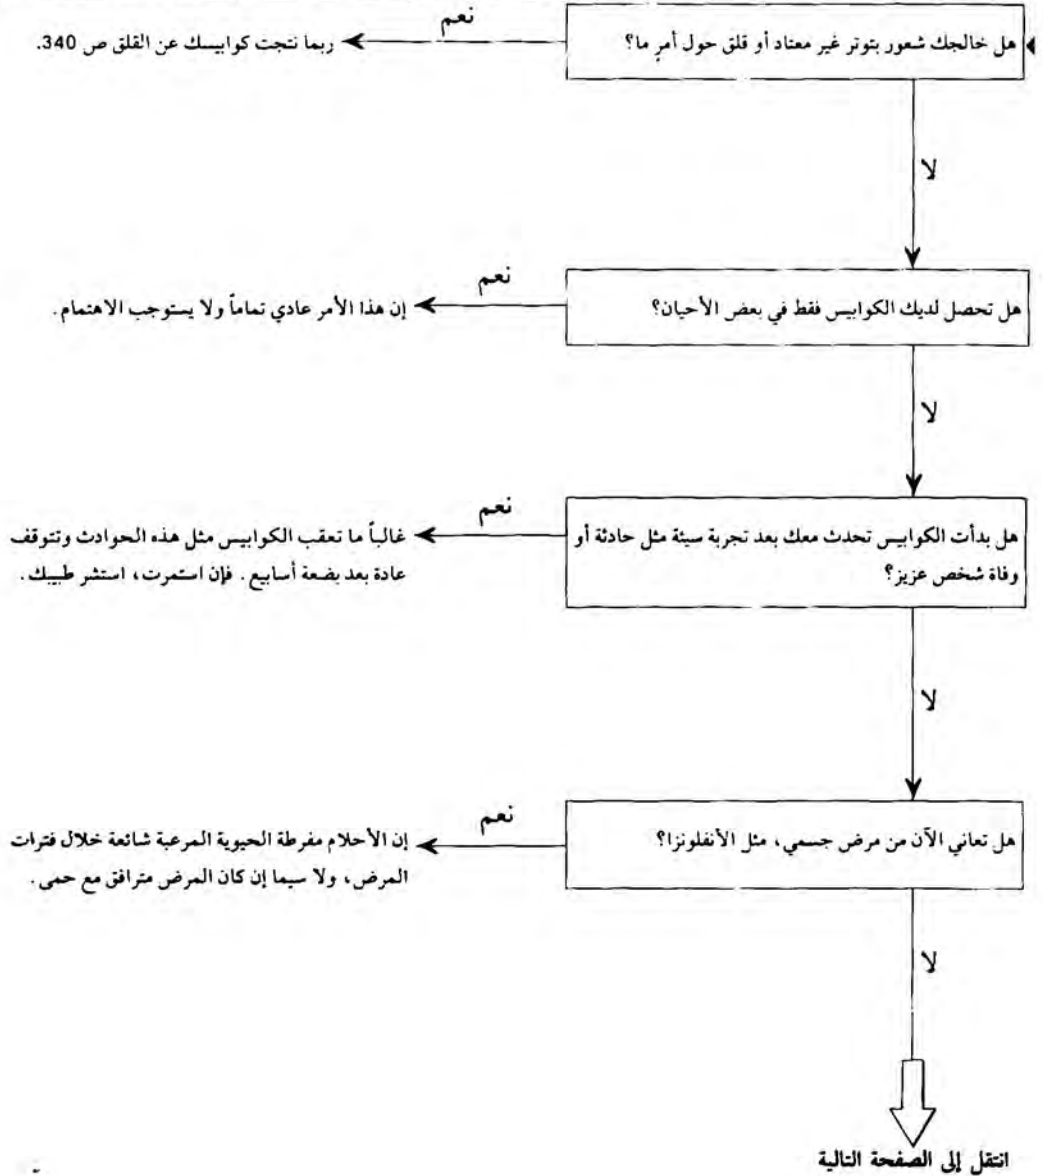 هل خالجك شعور بتوتر غير معتاد أو قلق حول أمرٍ ما؟
نعم
ربما نتجت كوابيسك عن القلق ص 340.
لا
هل تحصل لديك الكوابيس فقط في بعض الأحيان؟
نعم
إن هذا الأمر عادي تماماً ولا يستوجب الاهتمام.
لا
هل بدأت الكوابيس تحدث معك بعد تجربة سيئة مثل حادثة أو
وفاة شخص عزيز؟
نعم
غالباً ما تعقب الكوابيس مثل هذه الحوادث وتتوقف
عادة بعد بضعة أسابيع. فإن استمرت، استشر طبيبك.
لا
هل تعاني الآن من مرض جسمي، مثل الأنفلونزا؟
نعم
إن الأحلام مفرطة الحيوية المرعبة شائعة خلال فترات
المرض، ولا سيما إن كان المرض مترافق مع حمى.
لا
انتقل إلى الصفحة التالية